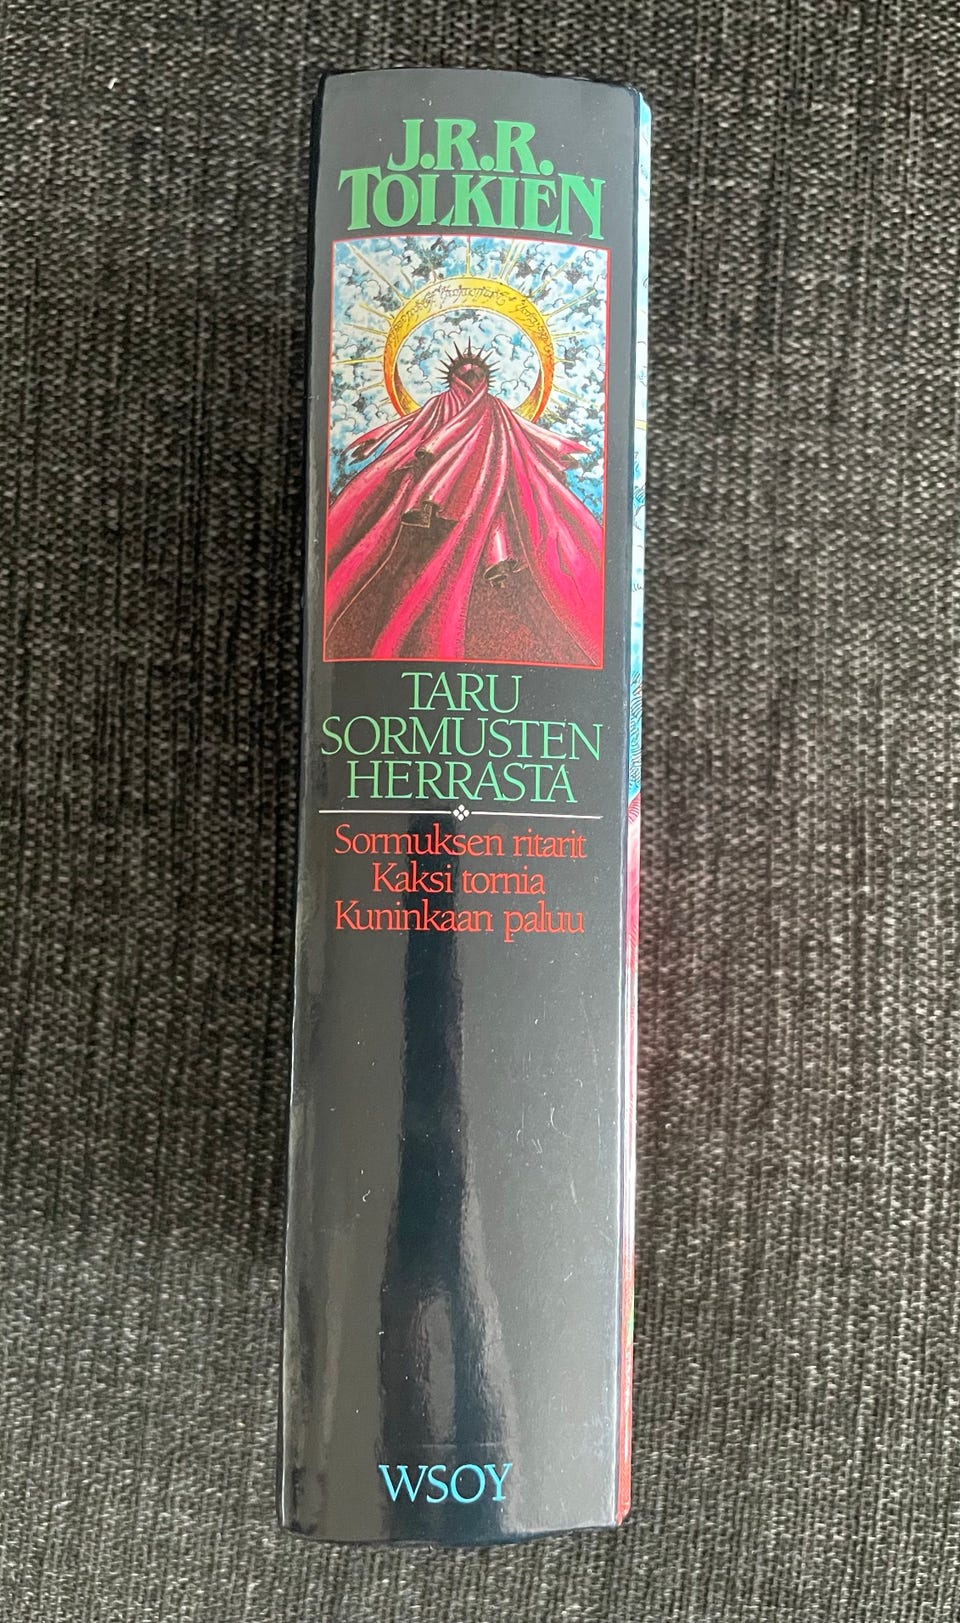 J.R.R.
TOLKIEN
TARU
SORMUSTEN
HERRASTA
Sormuksen ritarit
Kaksi tornia
Kuninkaan paluu
WSOY